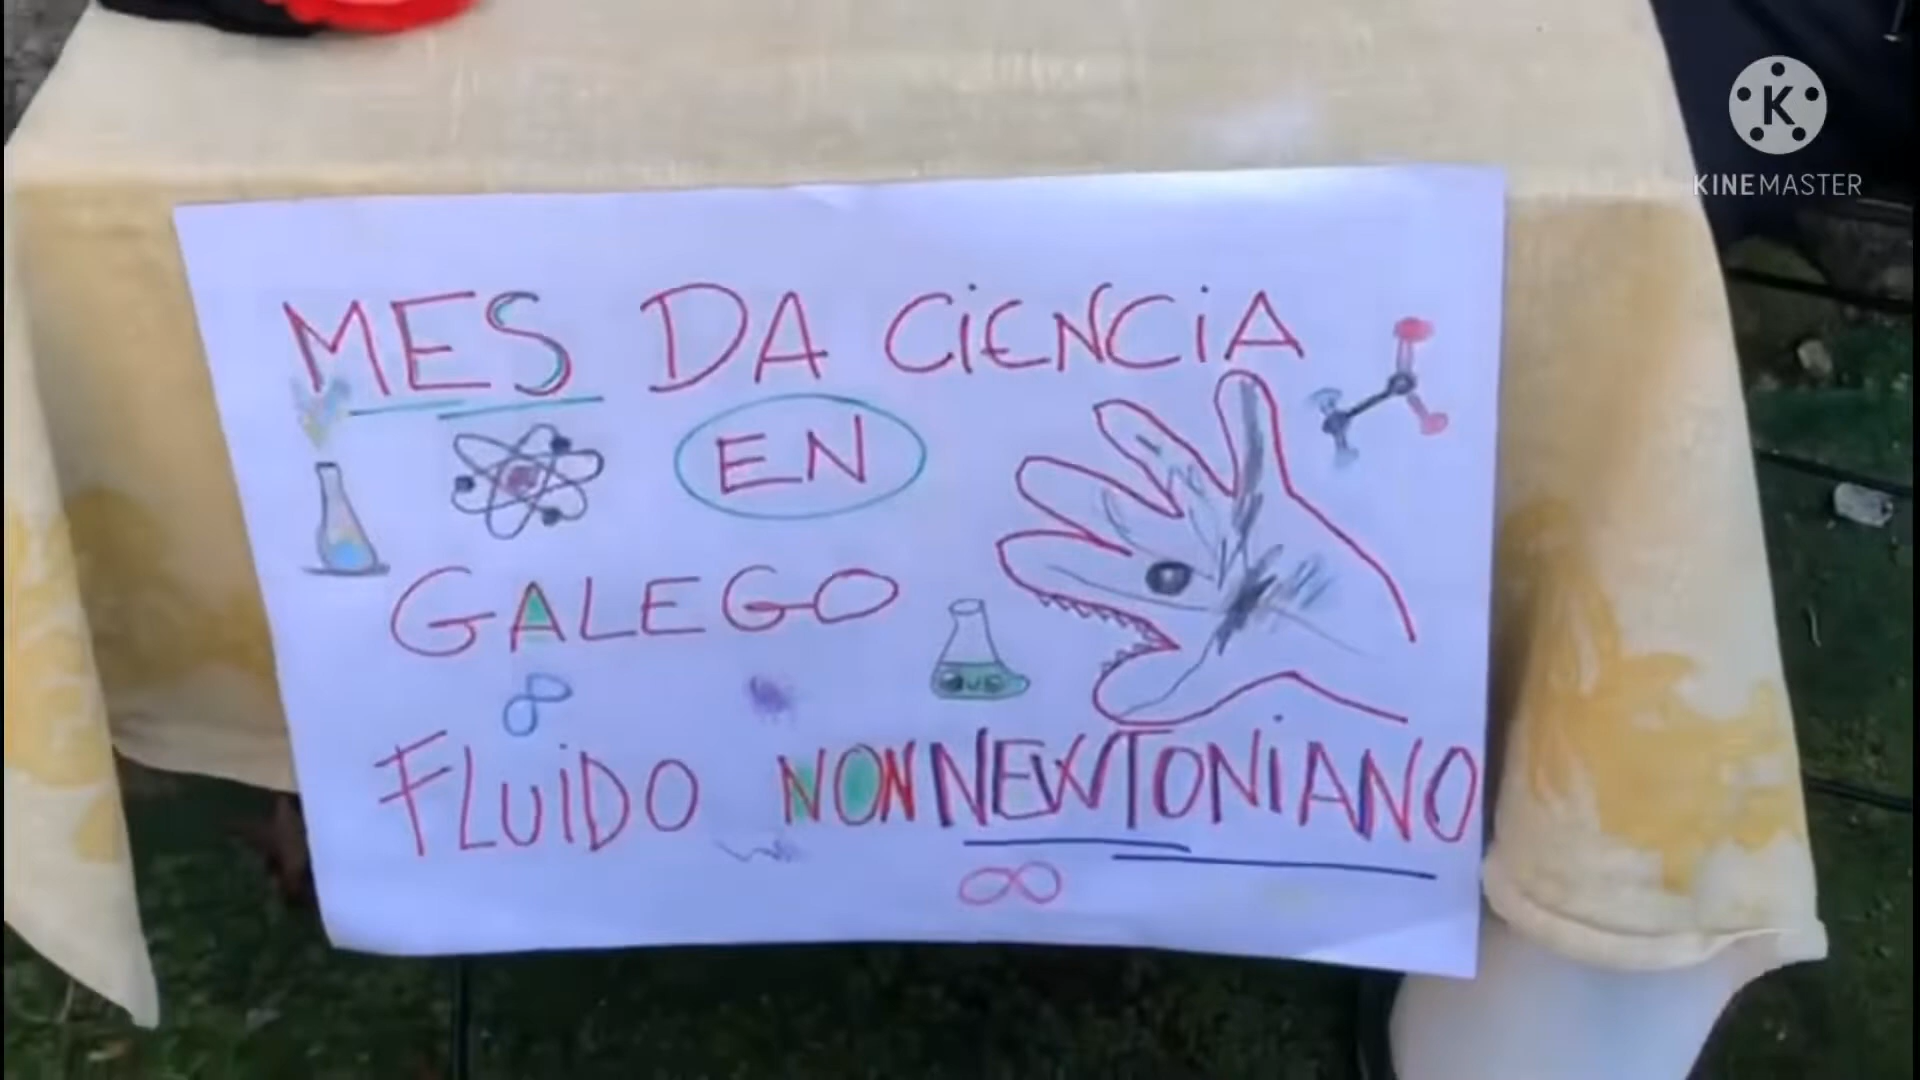 MES DA CIENCIA
EN
GALEGO
FLUIDO NON NEWTONIANO
K
KINEMASTER